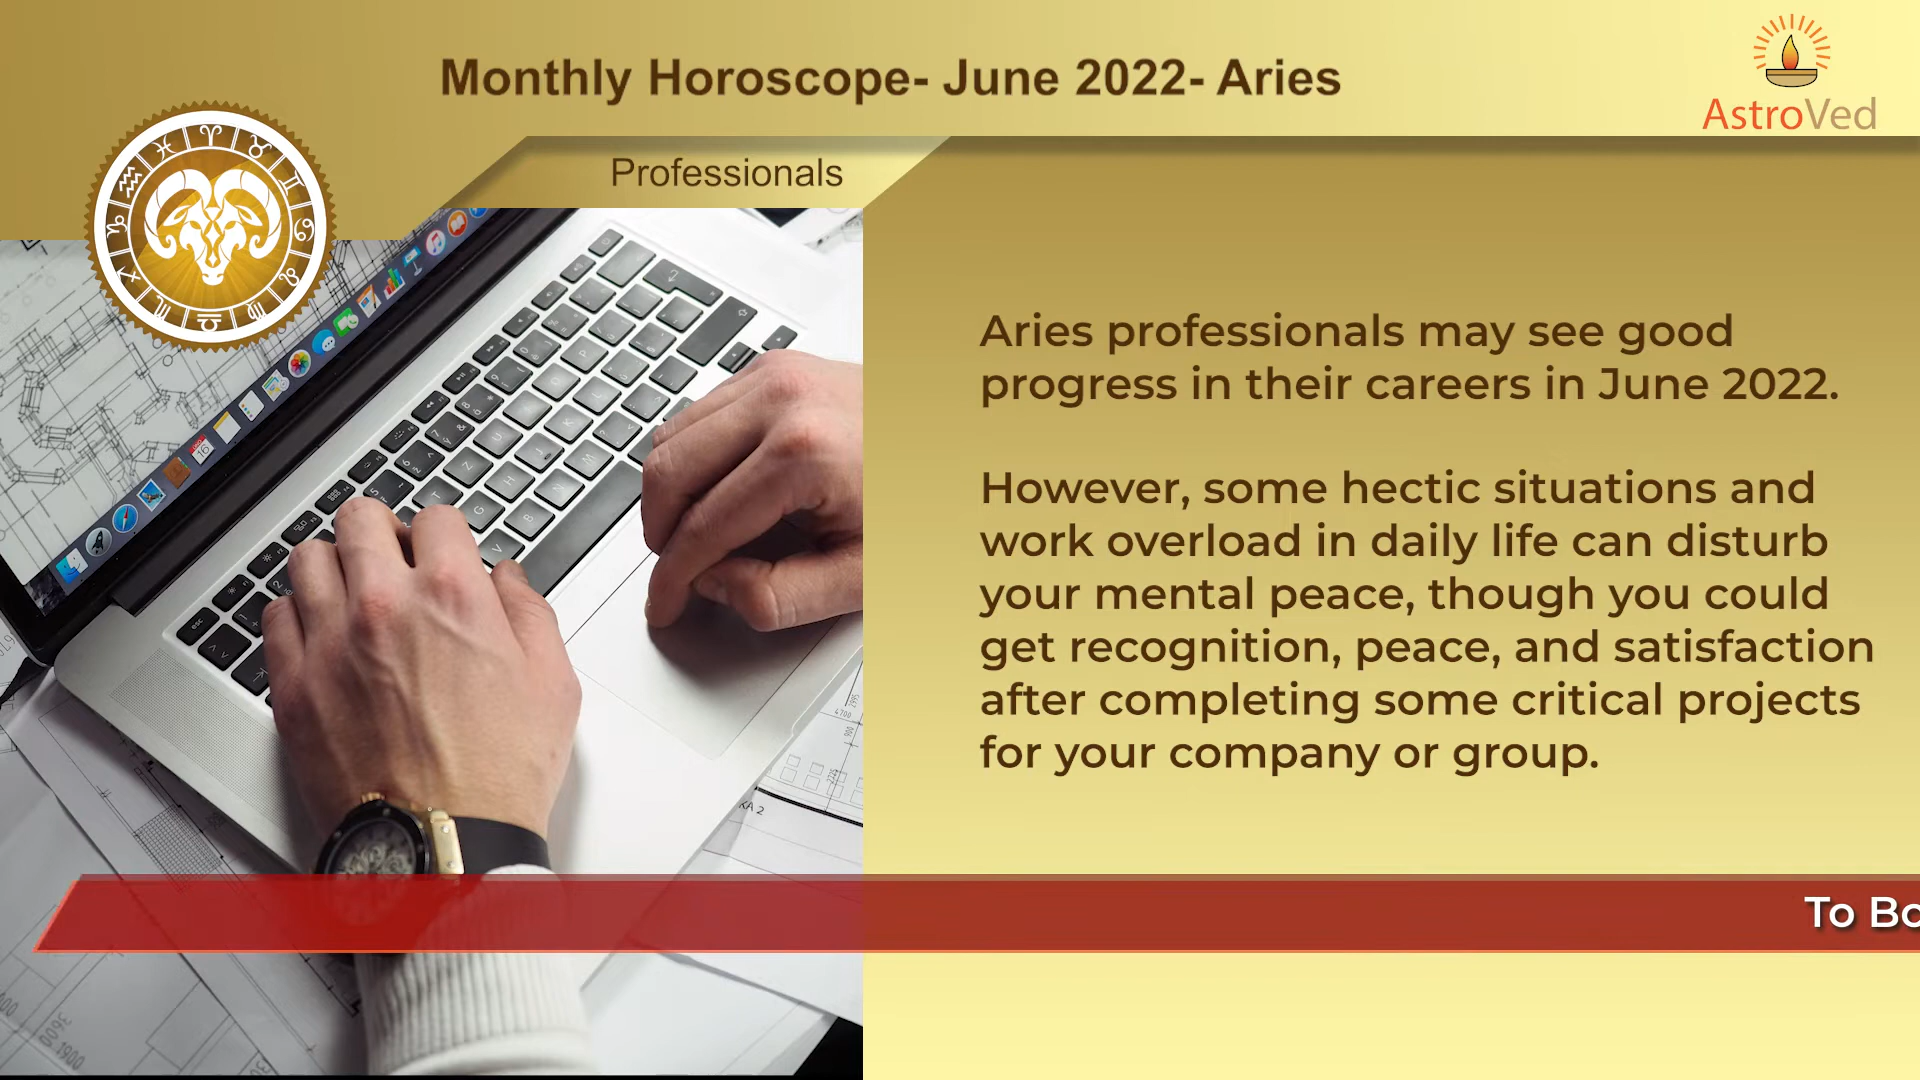 Monthly Horoscope- June 2022- Aries
AstroVed
Professionals
Aries professionals may see good
progress in their careers in June 2022.
However, some hectic situations and
work overload in daily life can disturb
your mental peace, though you could
get recognition, peace, and satisfaction
after completing some critical projects
for your company or group.
To Bo